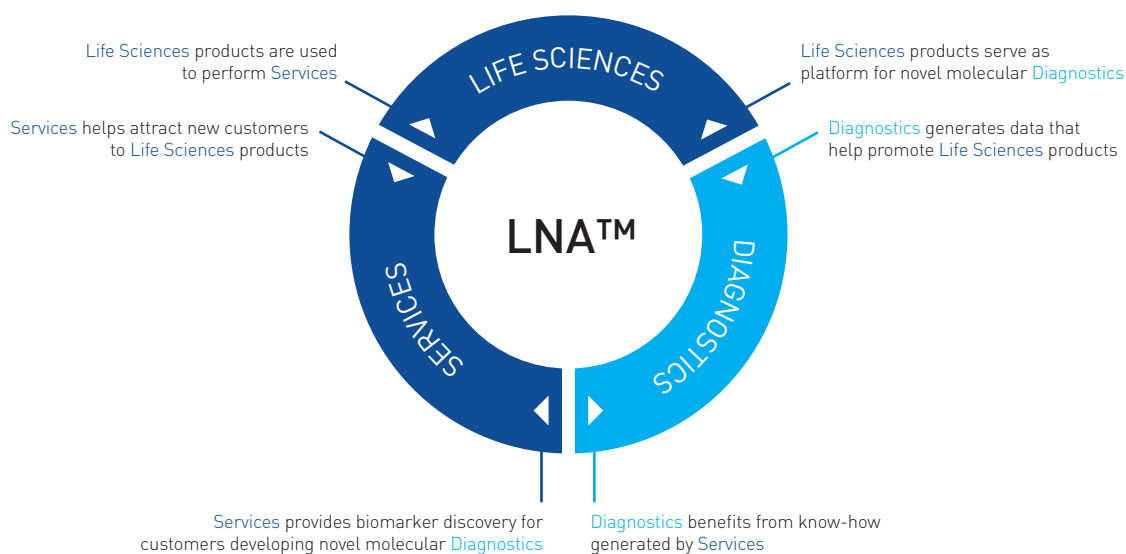 LIFE SCIENCES
Life Sciences products are used
to perform Services
Life Sciences products serve as
platform for novel molecular Diagnostics
Services helps attract new customers
to Life Sciences products
Diagnostics generates data that
help promote Life Sciences products
LNA™
SERVICES
DIAGNOSTICS
Services provides biomarker discovery for
customers developing novel molecular Diagnostics
Diagnostics benefits from know-how
generated by Services